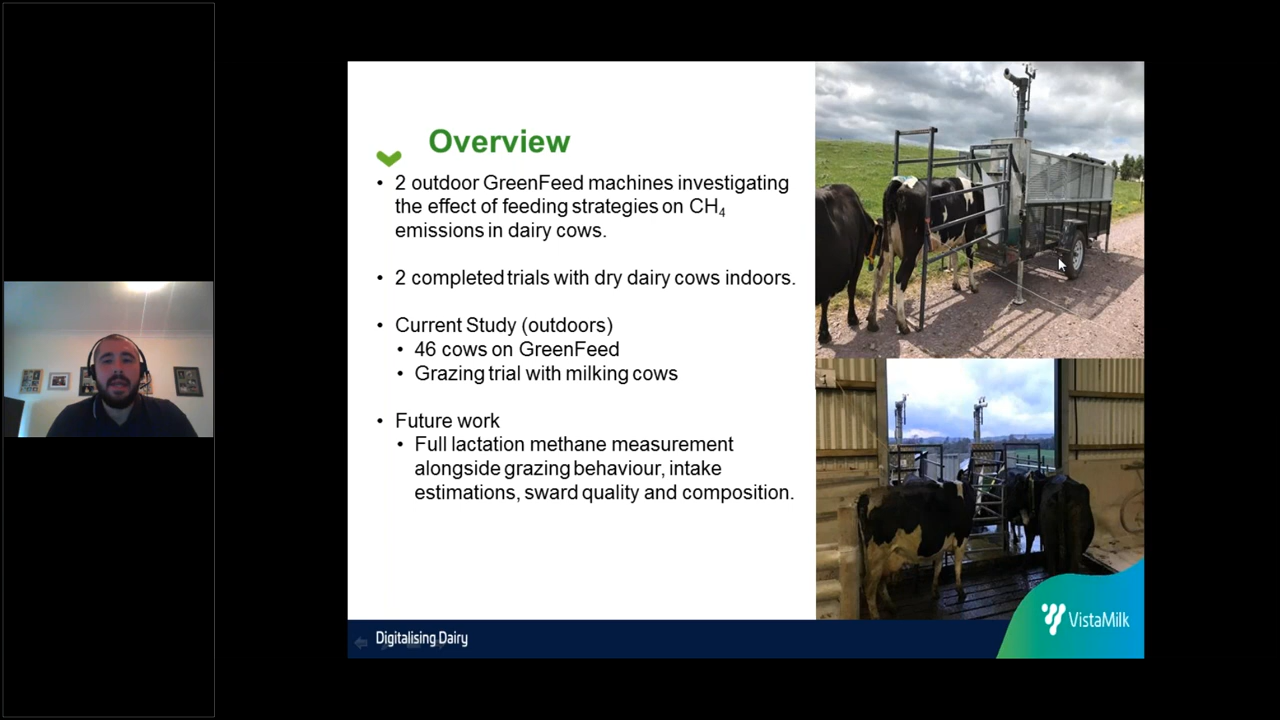 Overview
• 2 outdoor GreenFeed machines investigating
the effect of feeding strategies on CH₄
emissions in dairy cows.
• 2 completed trials with dry dairy cows indoors.
• Current Study (outdoors)
• 46 cows on GreenFeed
• Grazing trial with milking cows
• Future work
• Full lactation methane measurement
alongside grazing behaviour, intake
estimations, sward quality and composition.
Digitalising Dairy
VistaMilk